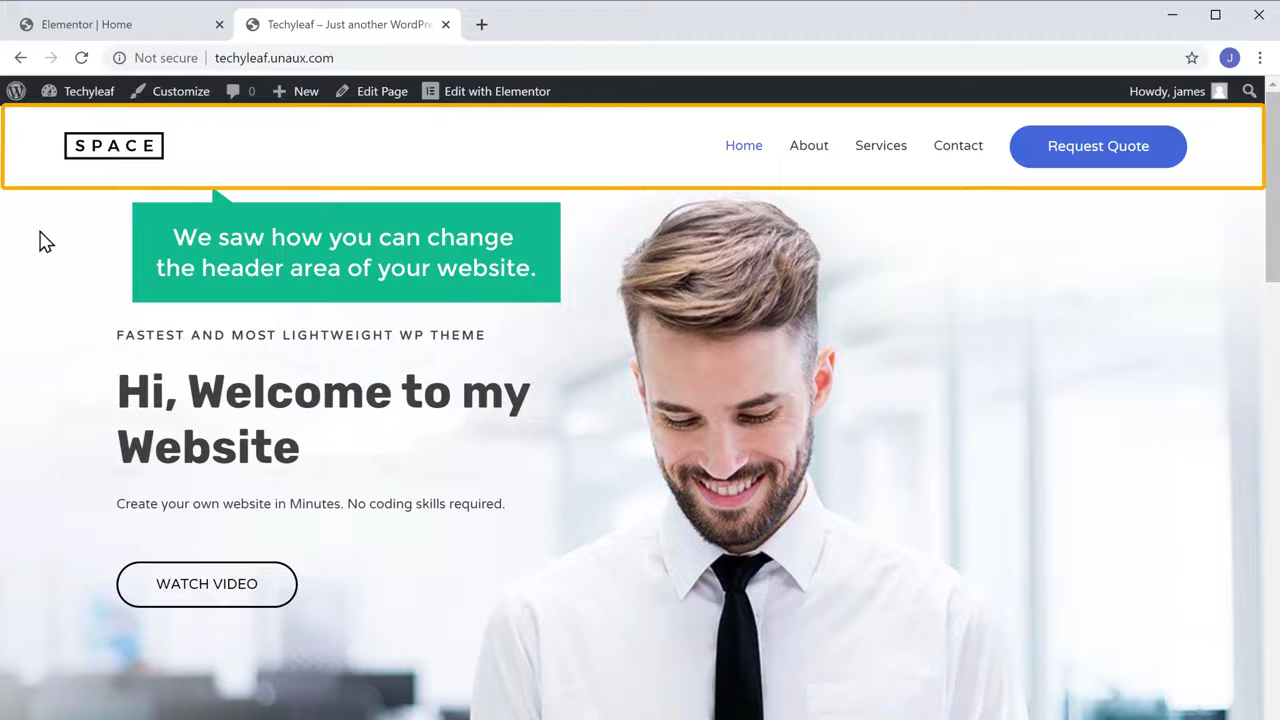 Elementor | Home
Techyleaf – Just another WordPr
Not secure
techyleaf.unaux.com
J
Techyleaf
Customize
0
New
Edit Page
Edit with Elementor
Howdy, james
SPACE
Home
About
Services
Contact
Request Quote
We saw how you can change
the header area of your website.
FASTEST AND MOST LIGHTWEIGHT WP THEME
Hi, Welcome to my
Website
Create your own website in Minutes. No coding skills required.
WATCH VIDEO